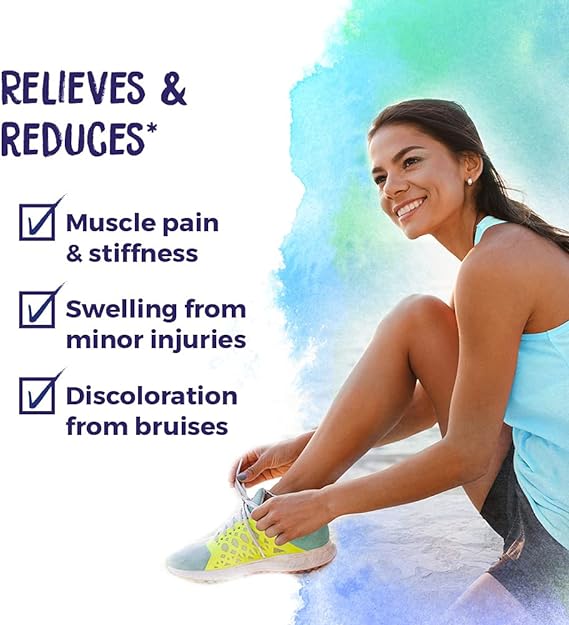 RELIEVES &
REDUCES*
Muscle pain
& stiffness
Swelling from
minor injuries
Discoloration
from bruises